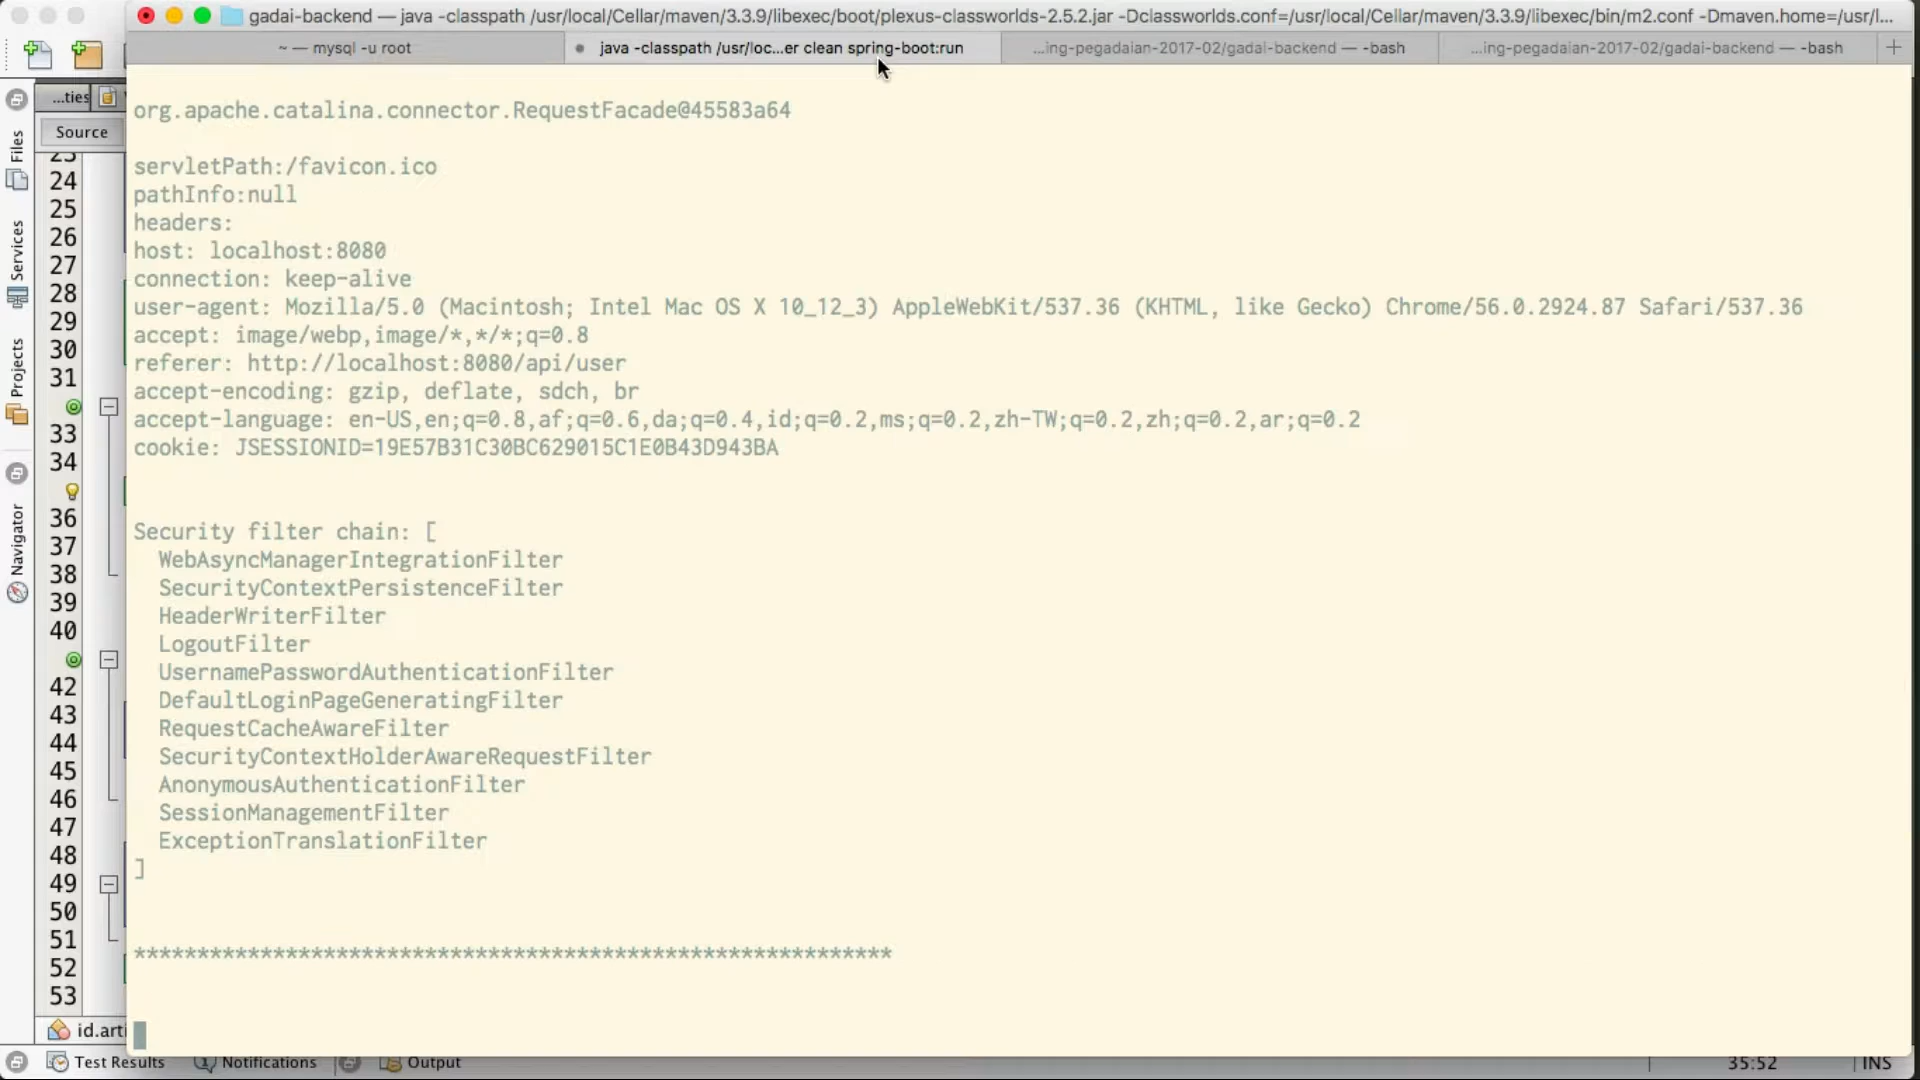 gadai-backend — java -classpath /usr/local/Cellar/maven/3.3.9/libexec/boot/plexus-classworlds-2.5.2.jar -Dclassworlds.conf=/usr/local/Cellar/maven/3.3.9/libexec/bin/m2.conf -Dmaven.home=/usr/l...
~ — mysql -u root
java -classpath /usr/loc...er clean spring-boot:run
...ing-pegadaian-2017-02/gadai-backend — -bash
...ing-pegadaian-2017-02/gadai-backend — -bash
...ties
Source
Files
Services
Projects
Navigator
23
24
25
26
27
28
29
30
31
33
34
36
37
38
39
40
42
43
44
45
46
47
48
49
50
51
52
53
org.apache.catalina.connector.RequestFacade@45583a64
servletPath:/favicon.ico
pathInfo:null
headers:
host: localhost:8080
connection: keep-alive
user-agent: Mozilla/5.0 (Macintosh; Intel Mac OS X 10_12_3) AppleWebKit/537.36 (KHTML, like Gecko) Chrome/56.0.2924.87 Safari/537.36
accept: image/webp,image/*,*/*;q=0.8
referer: http://localhost:8080/api/user
accept-encoding: gzip, deflate, sdch, br
accept-language: en-US,en;q=0.8,af;q=0.6,da;q=0.4,id;q=0.2,ms;q=0.2,zh-TW;q=0.2,zh;q=0.2,ar;q=0.2
cookie: JSESSIONID=19E57B31C30BC629015C1E0B43D943BA
Security filter chain: [
WebAsyncManagerIntegrationFilter
SecurityContextPersistenceFilter
HeaderWriterFilter
LogoutFilter
UsernamePasswordAuthenticationFilter
DefaultLoginPageGeneratingFilter
RequestCacheAwareFilter
SecurityContextHolderAwareRequestFilter
AnonymousAuthenticationFilter
SessionManagementFilter
ExceptionTranslationFilter
]
************************************************************
id.arti
Test Results
Notifications
Output
35:52
INS